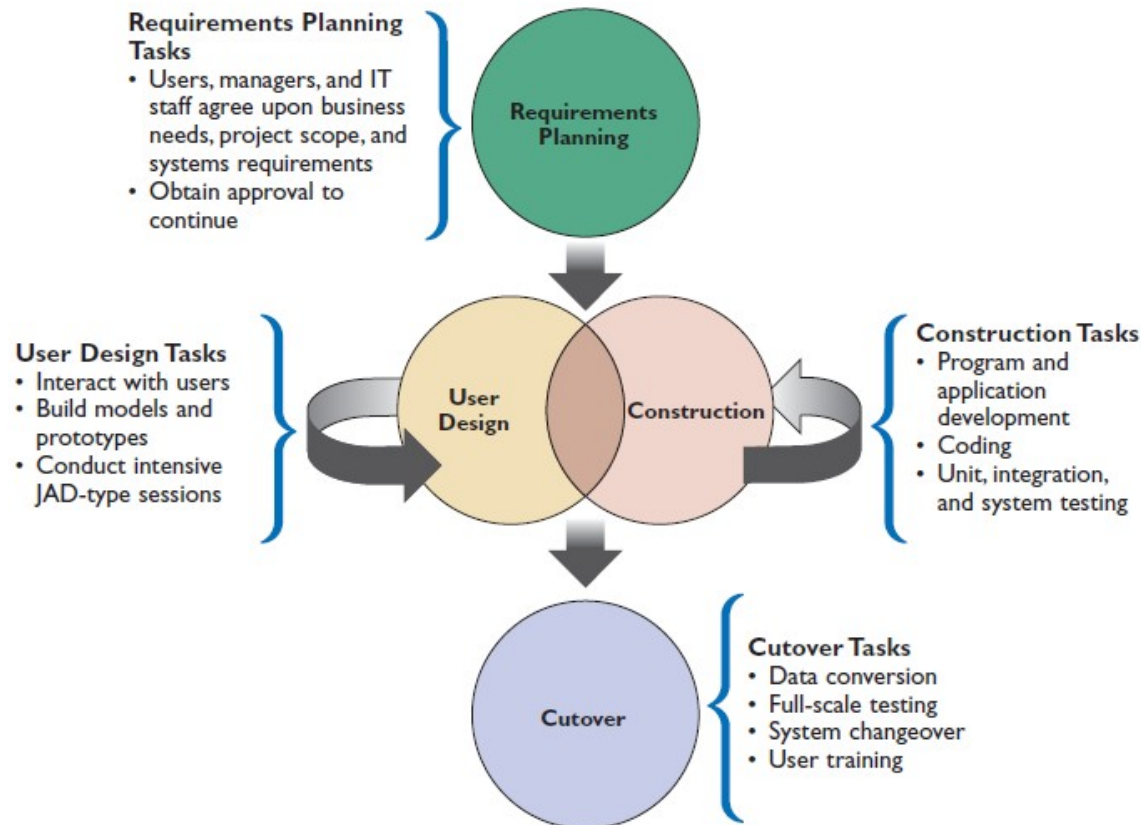 Requirements Planning
Tasks
• Users, managers, and IT
staff agree upon business
needs, project scope, and
systems requirements
• Obtain approval to
continue
Requirements
Planning
User Design Tasks
• Interact with users
• Build models and
prototypes
• Conduct intensive
JAD-type sessions
User
Design
Construction
Construction Tasks
• Program and
application
development
• Coding
• Unit, integration,
and system testing
Cutover
Cutover Tasks
• Data conversion
• Full-scale testing
• System changeover
• User training